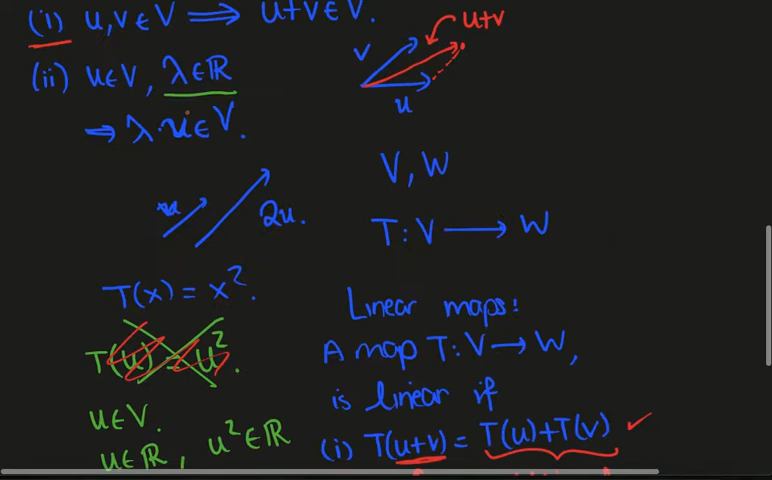 (i) u, v ∈ V ⟹ u+v ∈ V.
(ii) u ∈ V, λ ∈ ℝ
⟹ λ·u ∈ V.
v
u+v
u
u
2u.
V, W
T : V ⟶ W
T(x) = x².
T(u) = u².
u ∈ V.
u ∈ ℝ, u² ∈ ℝ
Linear maps:
A map T : V ⟶ W,
is linear if
(i) T(u+v) = T(u)+T(v)